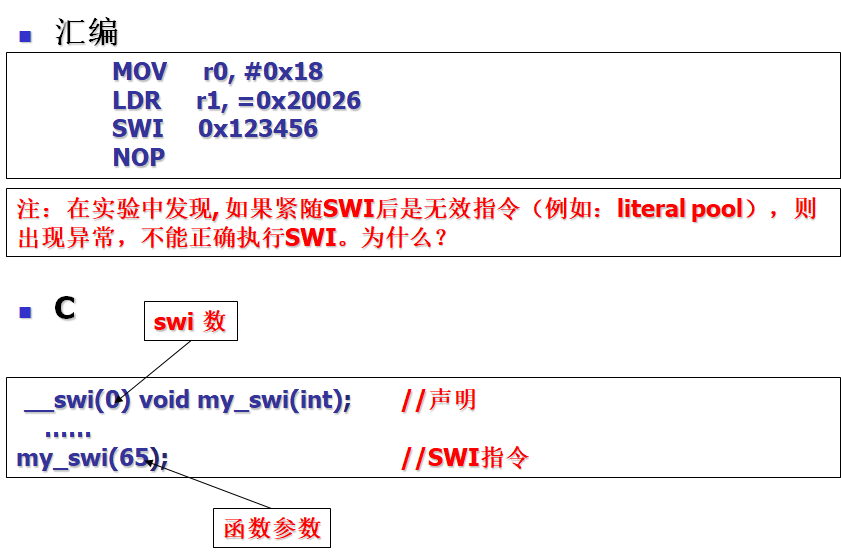 汇编
MOV r0, #0x18
LDR r1, =0x20026
SWI 0x123456
NOP
注：在实验中发现, 如果紧随SWI后是无效指令（例如：literal pool），则
出现异常，不能正确执行SWI。为什么？
C
swi 数
__swi(0) void my_swi(int); //声明
......
my_swi(65); //SWI指令
函数参数